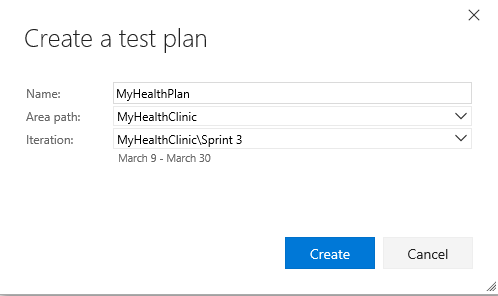 Create a test plan
Name: MyHealthPlan
Area path: MyHealthClinic
Iteration: MyHealthClinic\Sprint 3
March 9 - March 30
Create Cancel